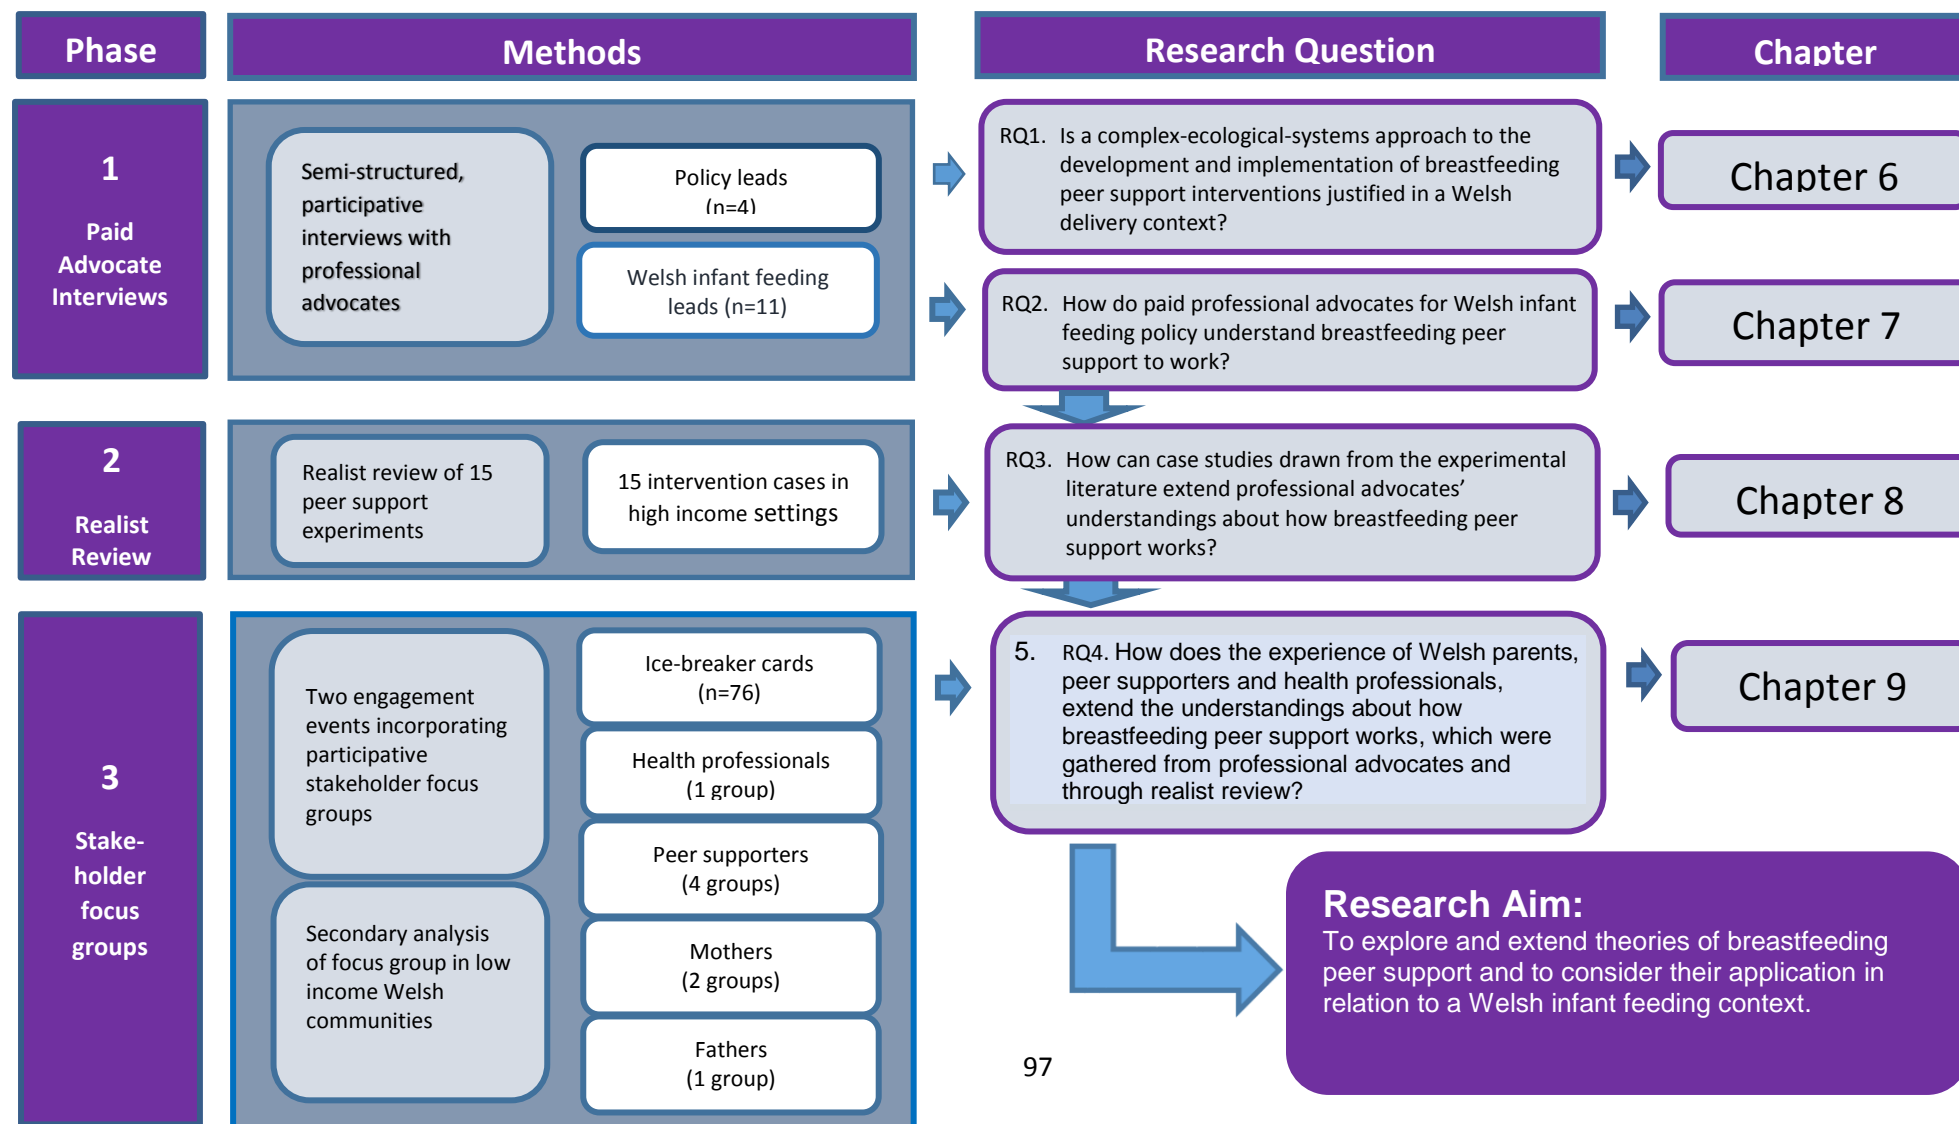 Phase
Methods
Research Question
Chapter
1
Paid
Advocate
Interviews
Semi-structured,
participative
interviews with
professional
advocates
Policy leads
(n=4)
Welsh infant feeding
leads (n=11)
RQ1. Is a complex-ecological-systems approach to the
development and implementation of breastfeeding
peer support interventions justified in a Welsh
delivery context?
Chapter 6
RQ2. How do paid professional advocates for Welsh infant
feeding policy understand breastfeeding peer
support to work?
Chapter 7
2
Realist
Review
Realist review of 15
peer support
experiments
15 intervention cases in
high income settings
RQ3. How can case studies drawn from the experimental
literature extend professional advocates'
understandings about how breastfeeding peer
support works?
Chapter 8
3
Stake-
holder
focus
groups
Two engagement
events incorporating
participative
stakeholder focus
groups
Secondary analysis
of focus group in low
income Welsh
communities
Ice-breaker cards
(n=76)
Health professionals
(1 group)
Peer supporters
(4 groups)
Mothers
(2 groups)
Fathers
(1 group)
5. RQ4. How does the experience of Welsh parents,
peer supporters and health professionals,
extend the understandings about how
breastfeeding peer support works, which were
gathered from professional advocates and
through realist review?
Chapter 9
Research Aim:
To explore and extend theories of breastfeeding
peer support and to consider their application in
relation to a Welsh infant feeding context.
97